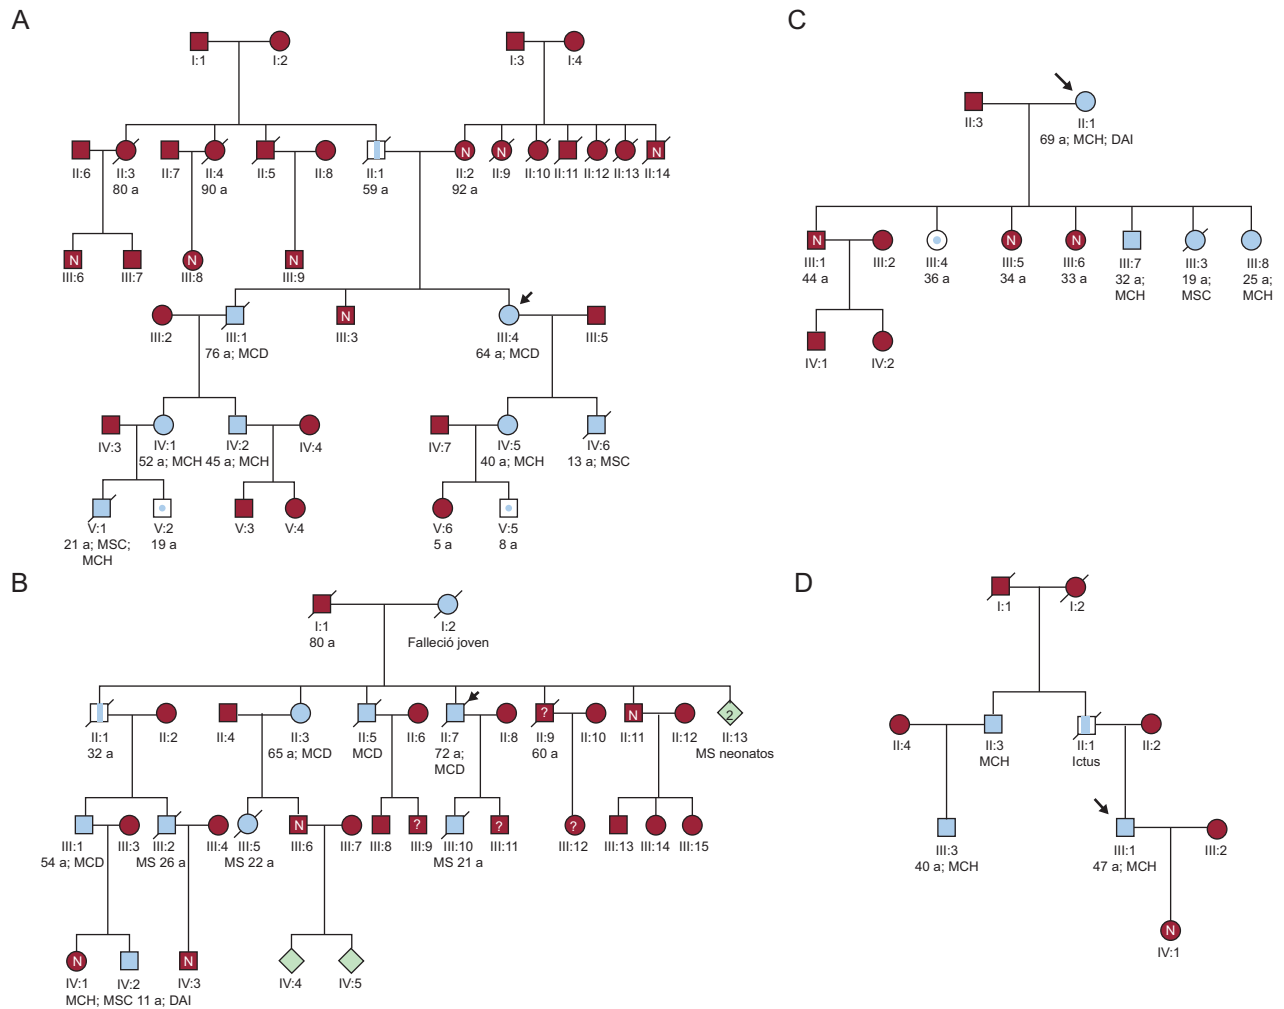 A
I:1 I:2 I:3 I:4
N N N
II:6 II:3 II:7 II:4 II:5 II:8 II:1 II:2 II:9 II:10 II:11 II:12 II:13 II:14
80 a 90 a 59 a 92 a
N N N
III:6 III:7 III:8 III:9
N
III:2 III:1 III:3 III:4 III:5
76 a; MCD 64 a; MCD
IV:3 IV:1 IV:2 IV:4 IV:7 IV:5 IV:6
52 a; MCH 45 a; MCH 40 a; MCH 13 a; MSC
V:1 V:2 V:3 V:4 V:6 V:5
21 a; MSC; 19 a 5 a 8 a
MCH
B
I:1 I:2
80 a Falleció joven
? N 2
II:1 II:2 II:4 II:3 II:5 II:6 II:7 II:8 II:9 II:10 II:11 II:12 II:13
32 a 65 a; MCD MCD 72 a; 60 a MS neonatos
MCD
N ? ? ?
III:1 III:3 III:2 III:4 III:5 III:6 III:7 III:8 III:9 III:10 III:11 III:12 III:13 III:14 III:15
54 a; MCD MS 26 a MS 22 a MS 21 a
N N
IV:1 IV:2 IV:3 IV:4 IV:5
MCH; MSC 11 a; DAI
C
II:3 II:1
69 a; MCH; DAI
N N N
III:1 III:2 III:4 III:5 III:6 III:7 III:3 III:8
44 a 36 a 34 a 33 a 32 a; 19 a; 25 a;
MCH MSC MCH
IV:1 IV:2
D
I:1 I:2
II:4 II:3 II:1 II:2
MCH Ictus
III:3 III:1 III:2
40 a; MCH 47 a; MCH
N
IV:1